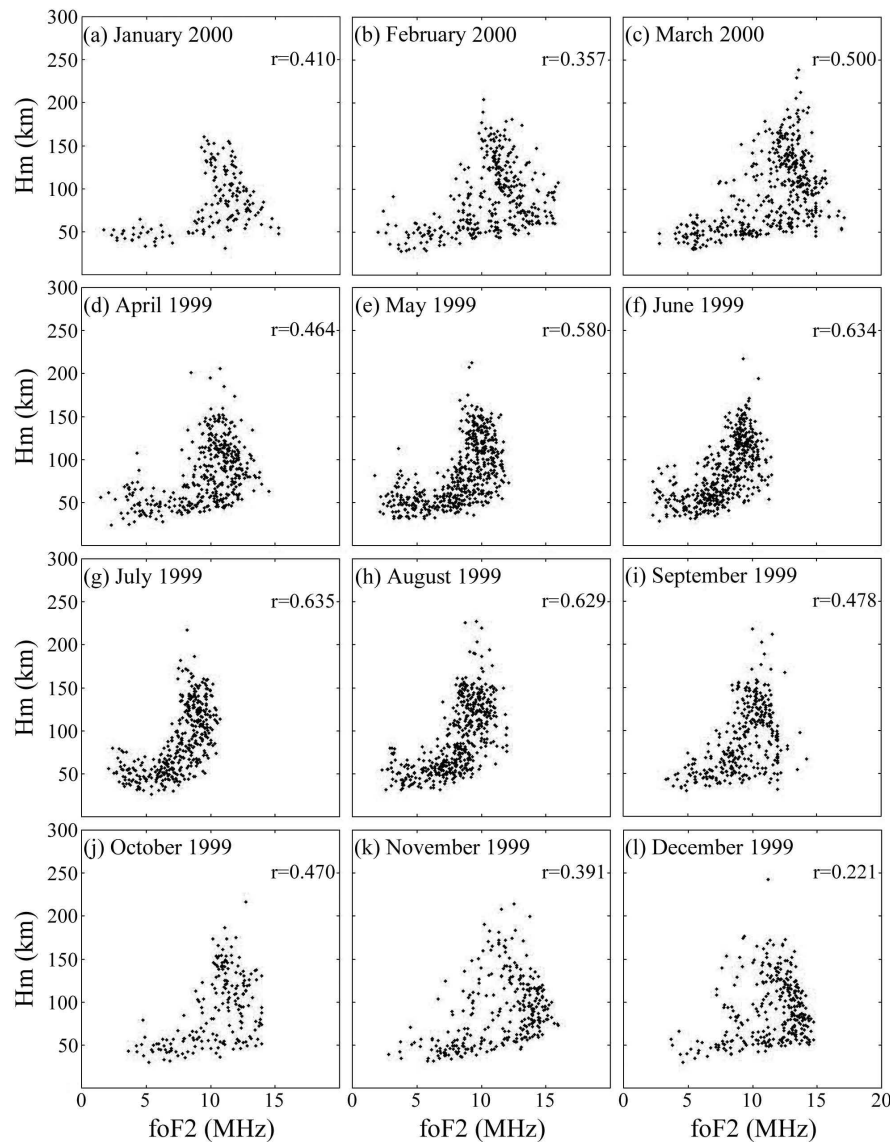 300
250
200
150
100
50
Hm (km)
(a) January 2000
r=0.410
(b) February 2000
r=0.357
(c) March 2000
r=0.500
300
250
200
150
100
50
Hm (km)
(d) April 1999
r=0.464
(e) May 1999
r=0.580
(f) June 1999
r=0.634
300
250
200
150
100
50
Hm (km)
(g) July 1999
r=0.635
(h) August 1999
r=0.629
(i) September 1999
r=0.478
300
250
200
150
100
50
Hm (km)
(j) October 1999
r=0.470
(k) November 1999
r=0.391
(l) December 1999
r=0.221
0 5 10 15 0 5 10 15 0 5 10 15 20
foF2 (MHz) foF2 (MHz) foF2 (MHz)